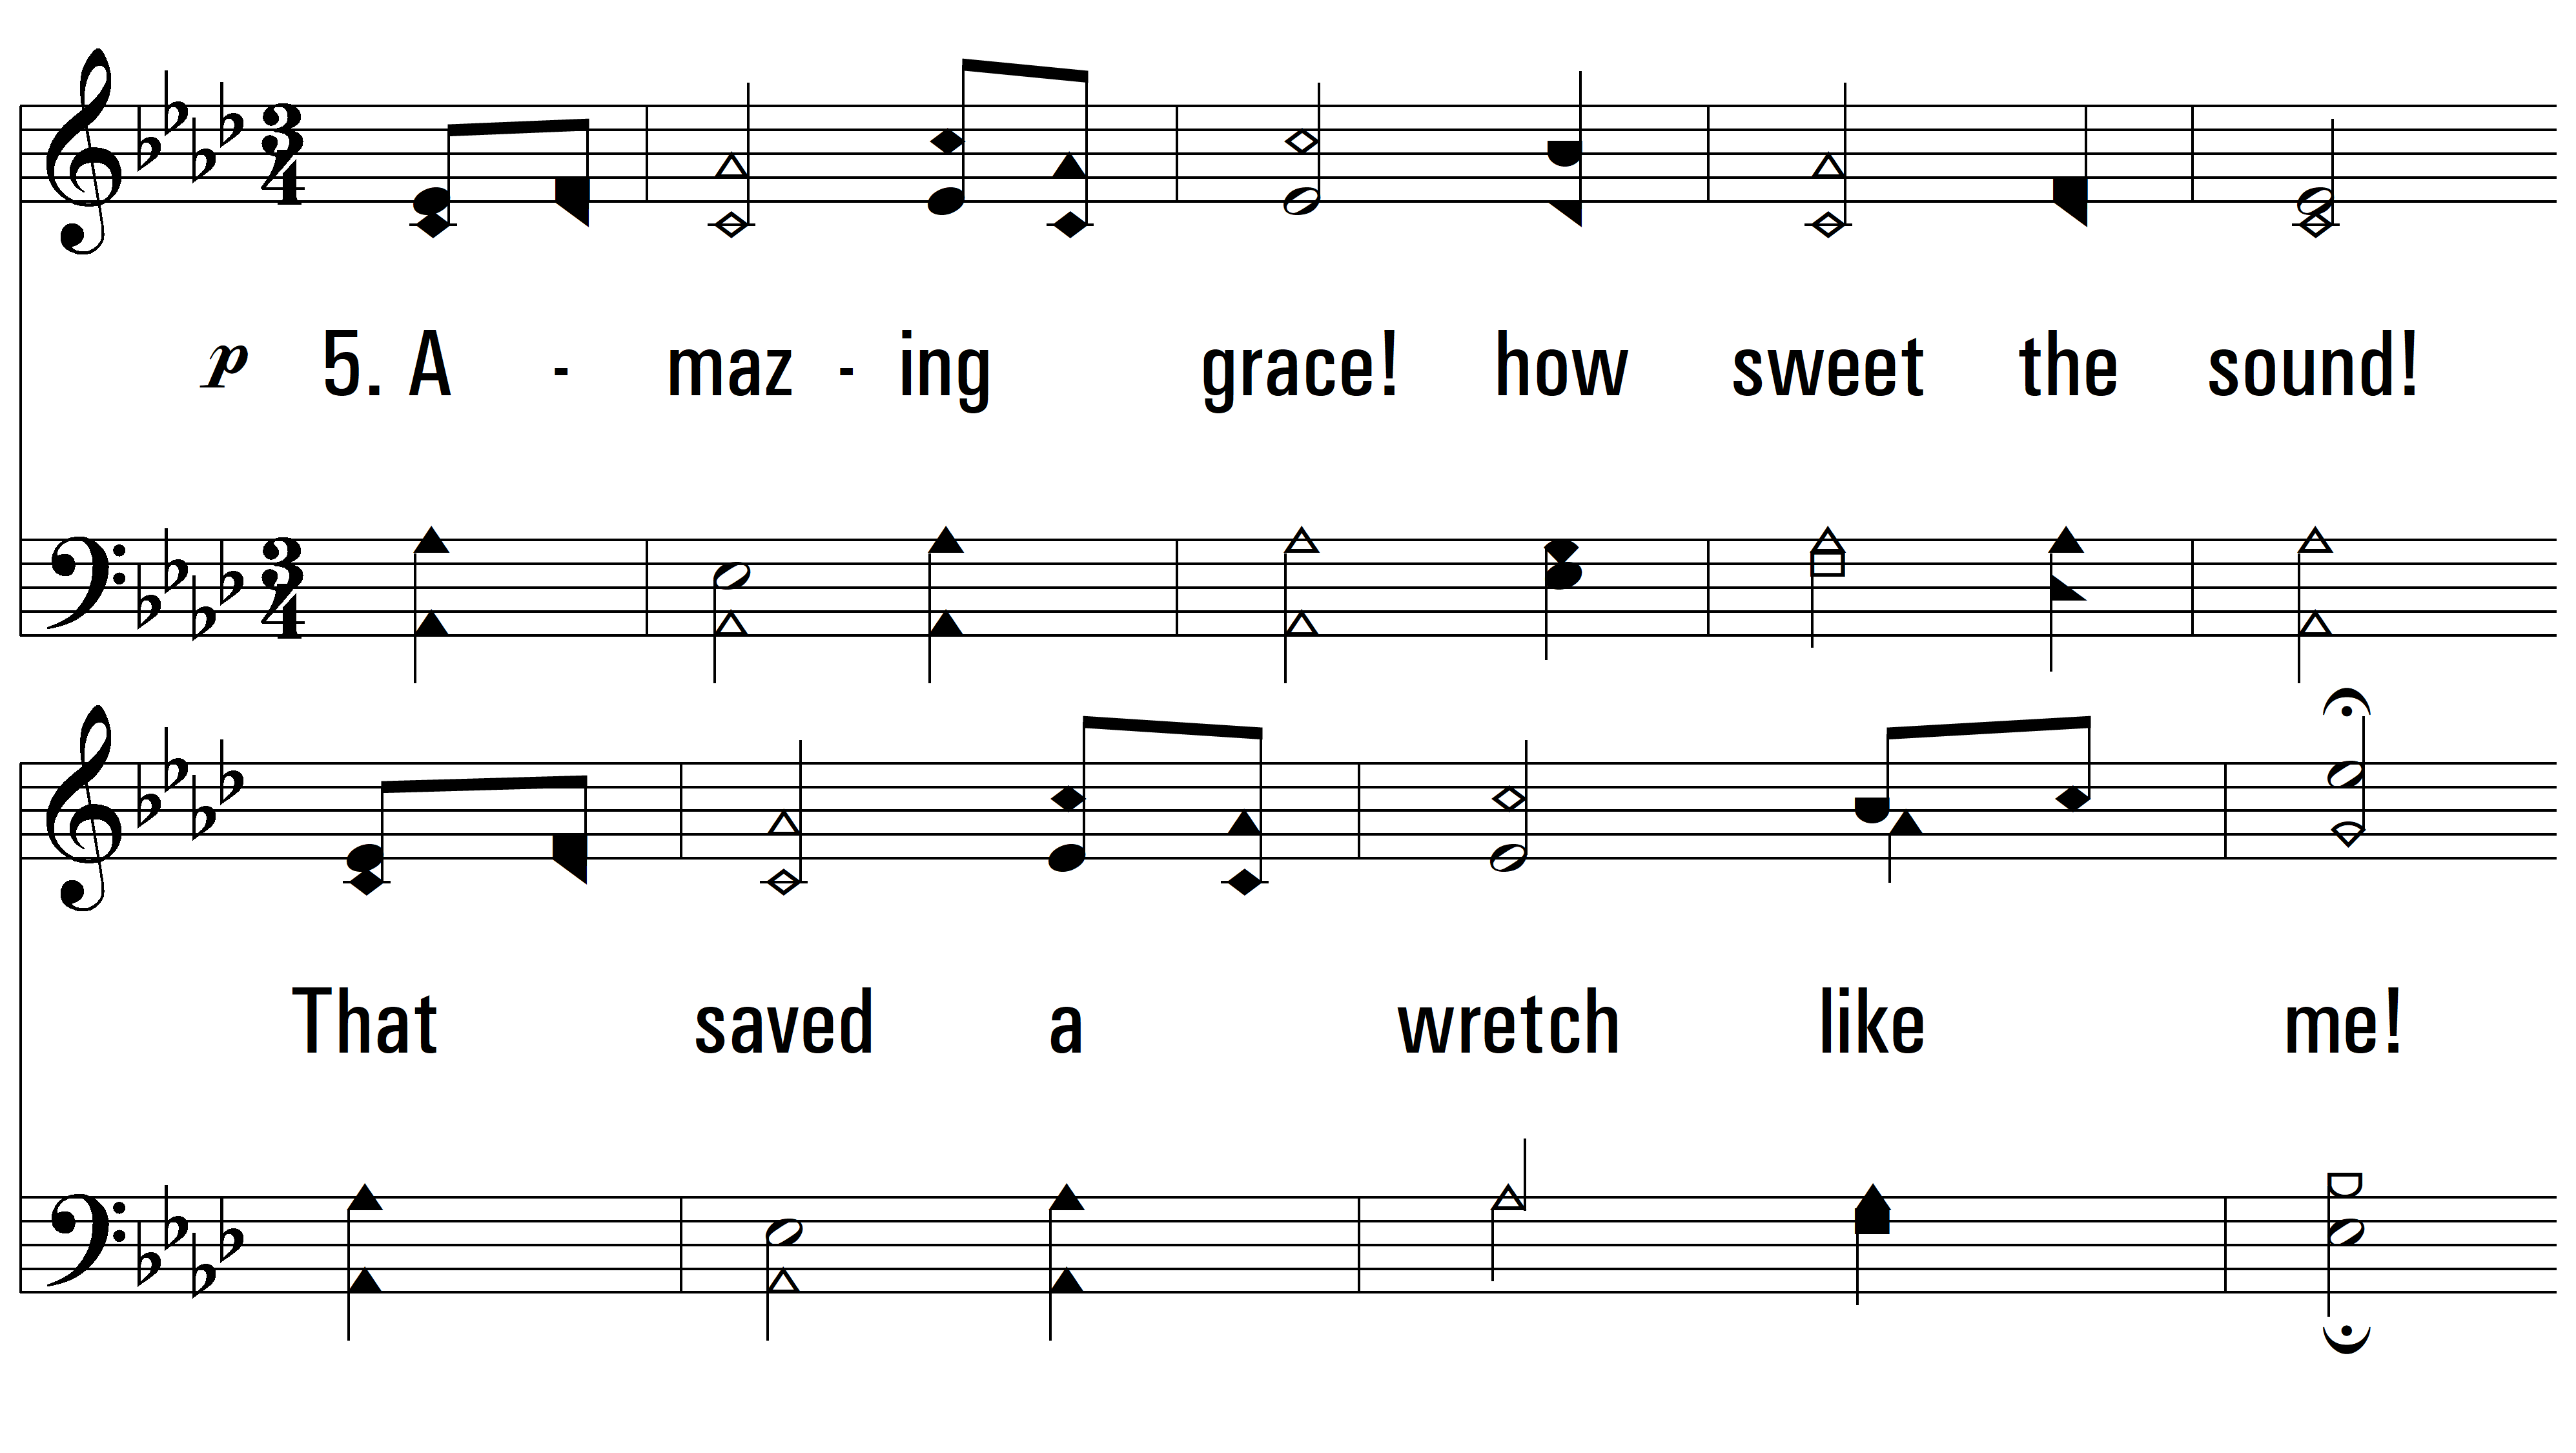 p 5. A - maz - ing grace! how sweet the sound!
That saved a wretch like me!